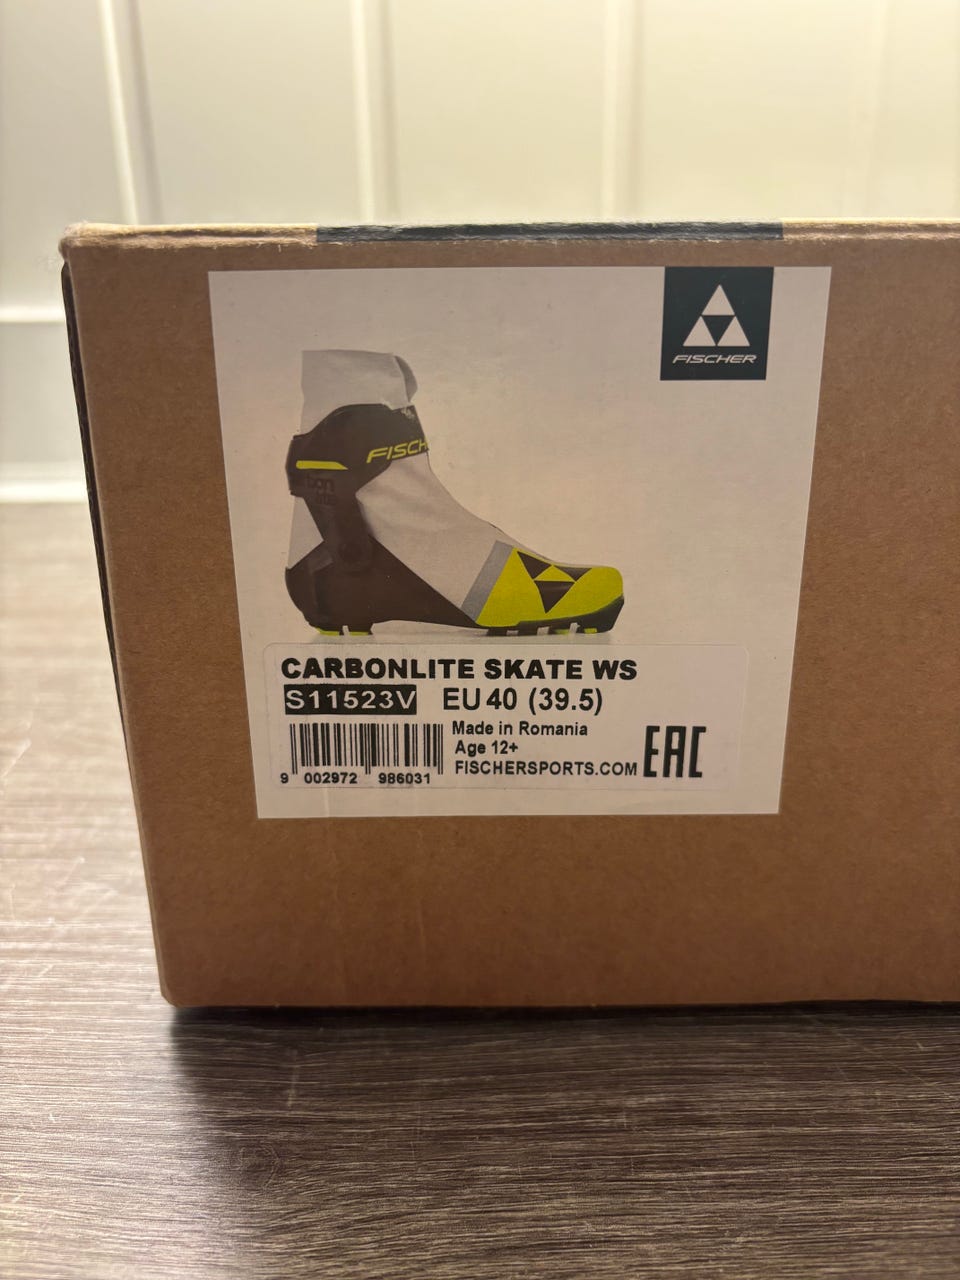 FISCHER
FISCH
CARBONLITE SKATE WS
S11523V EU 40 (39.5)
Made in Romania
Age 12+
FISCHERSPORTS.COM
EAC
9 002972 986031